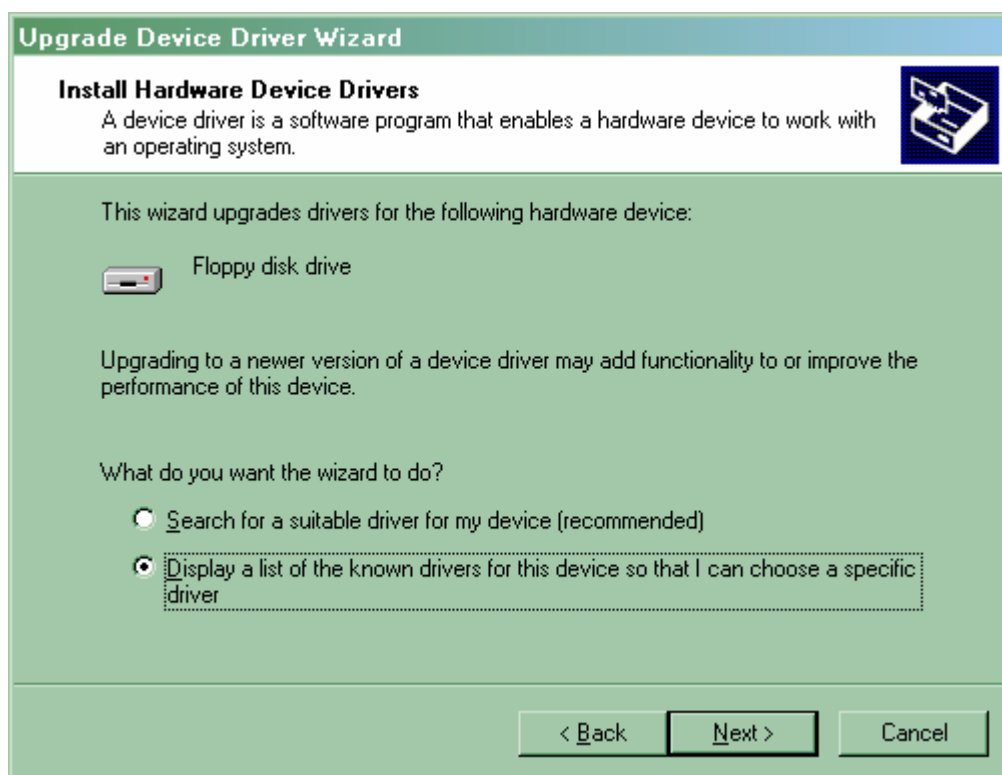 Upgrade Device Driver Wizard
Install Hardware Device Drivers
A device driver is a software program that enables a hardware device to work with
an operating system.
This wizard upgrades drivers for the following hardware device:
Floppy disk drive
Upgrading to a newer version of a device driver may add functionality to or improve the
performance of this device.
What do you want the wizard to do?
Search for a suitable driver for my device (recommended)
Display a list of the known drivers for this device so that I can choose a specific
driver
< Back
Next >
Cancel